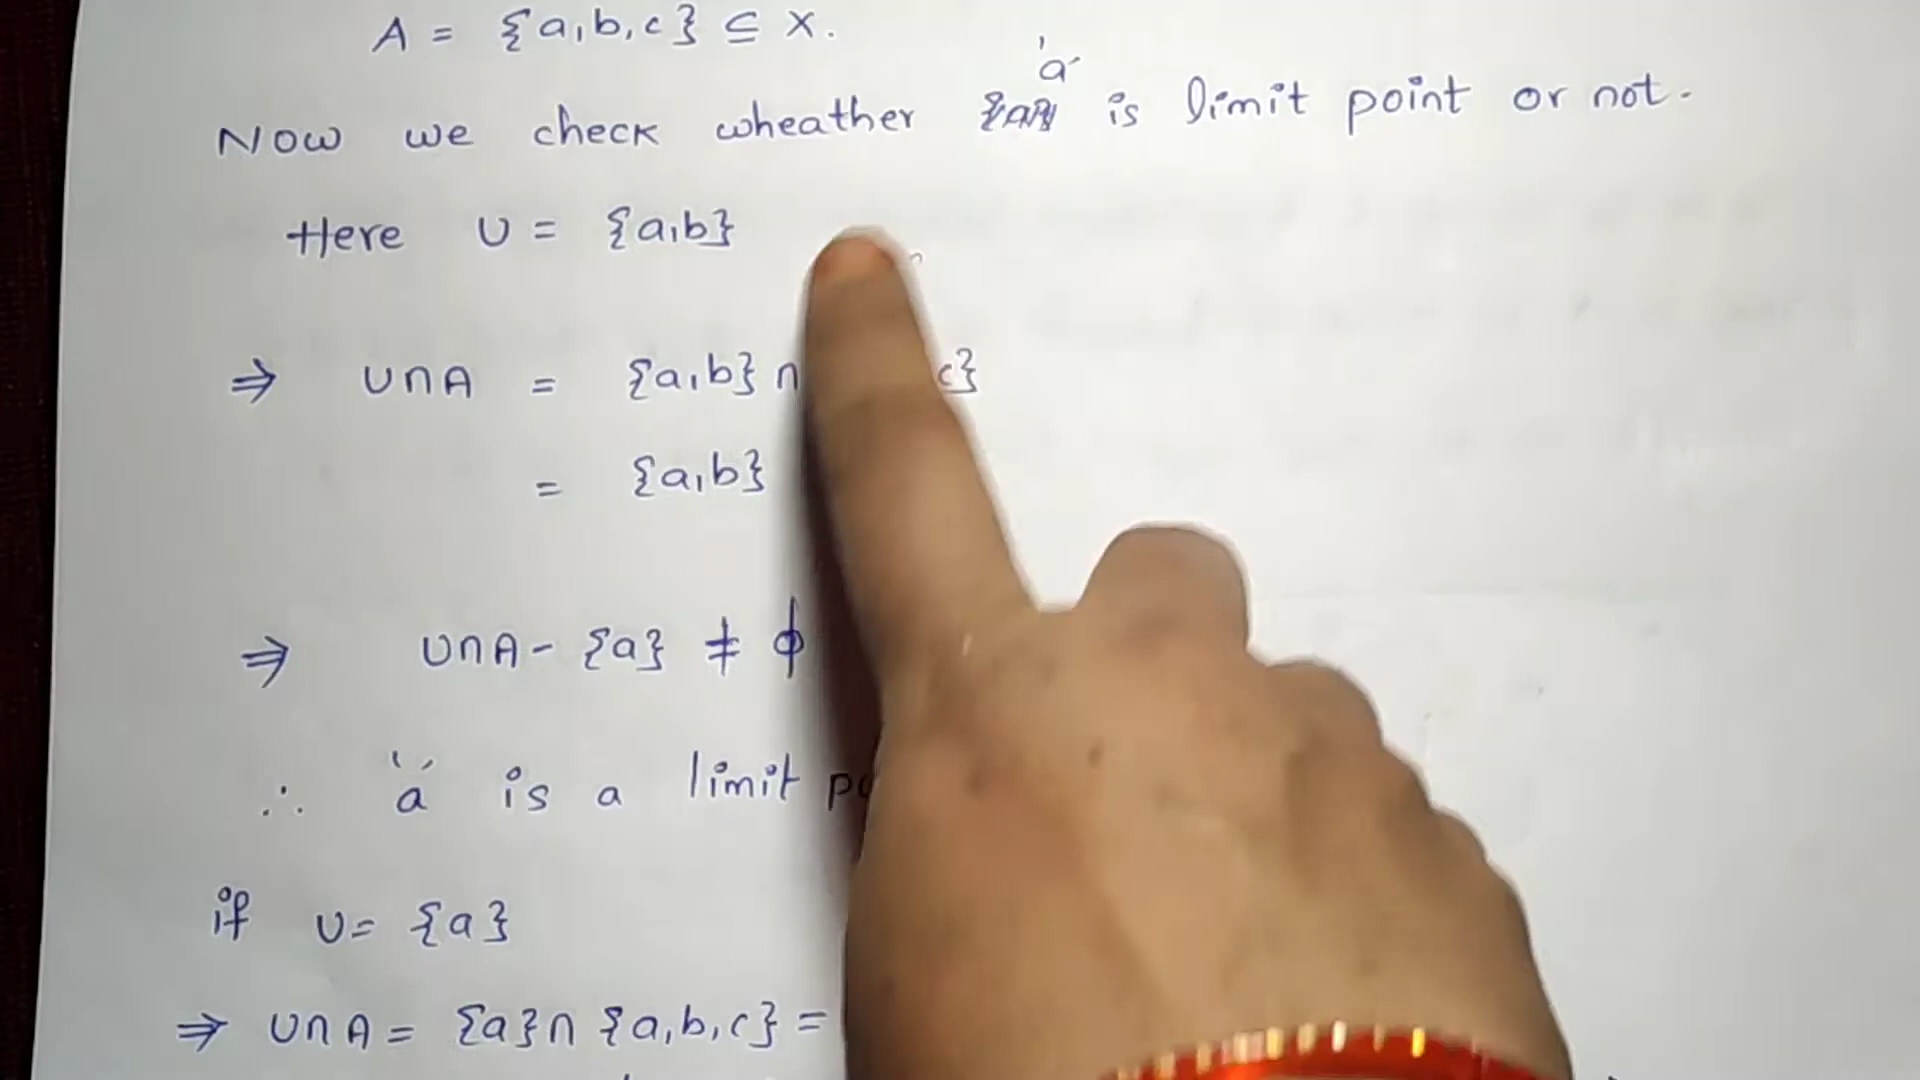 A = {a,b,c} ⊆ X.
'a'
Now we check wheather is limit point or not.
Here U = {a,b}
⇒ U∩A = {a,b} ∩ c}
= {a,b}
⇒ U∩A - {a} ≠ ϕ
∴ 'a' is a limit
if U= {a}
⇒ U∩A = {a}∩ {a,b,c} =